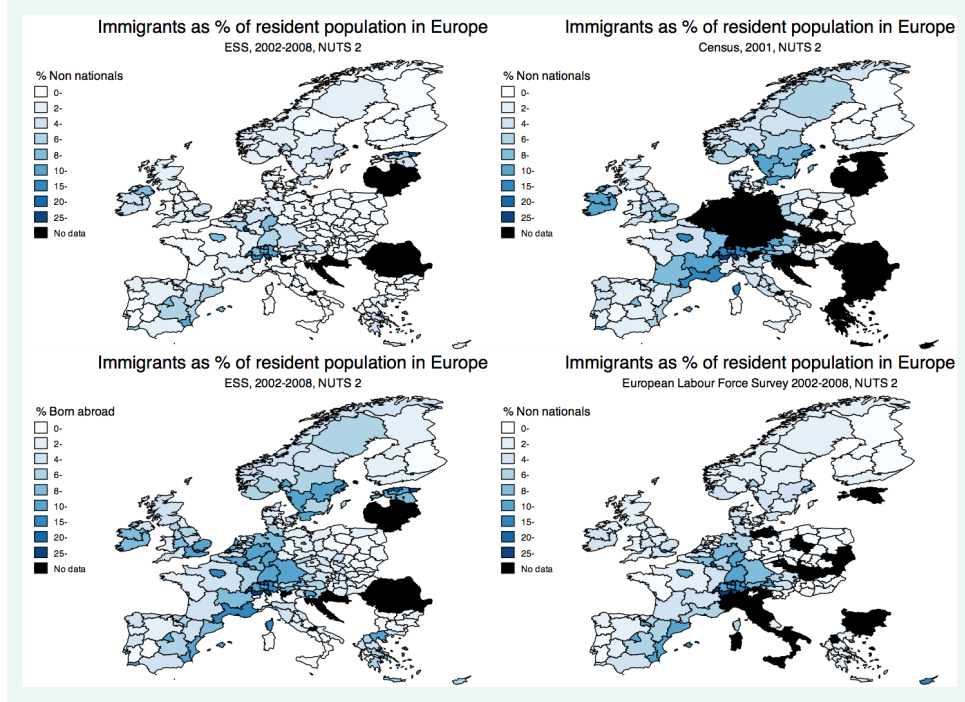 Immigrants as % of resident population in Europe
ESS, 2002-2008, NUTS 2
% Non nationals
0-
2-
4-
6-
8-
10-
15-
20-
25-
No data
Immigrants as % of resident population in Europe
Census, 2001, NUTS 2
% Non nationals
0-
2-
4-
6-
8-
10-
15-
20-
25-
No data
Immigrants as % of resident population in Europe
ESS, 2002-2008, NUTS 2
% Born abroad
0-
2-
4-
6-
8-
10-
15-
20-
25-
No data
Immigrants as % of resident population in Europe
European Labour Force Survey 2002-2008, NUTS 2
% Non nationals
0-
2-
4-
6-
8-
10-
15-
20-
25-
No data